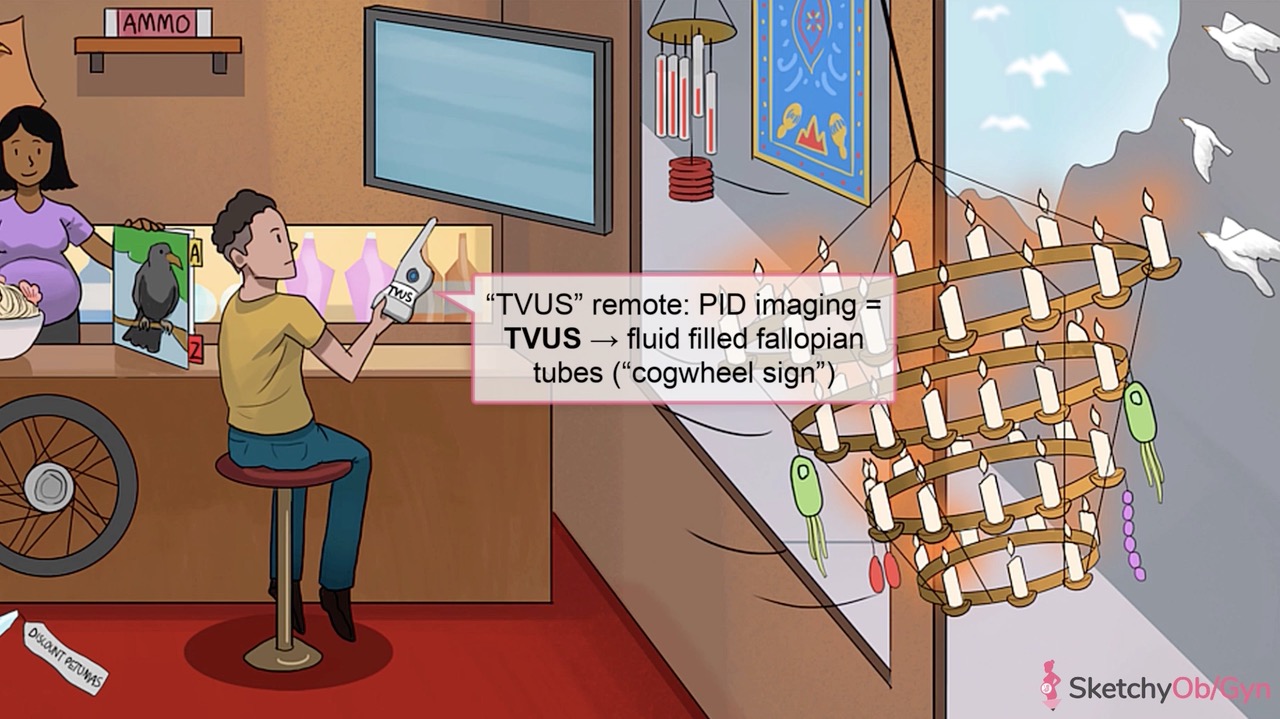 AMMO
A
Z
TVUS
“TVUS” remote: PID imaging =
TVUS → fluid filled fallopian
tubes (“cogwheel sign”)
DISCOUNT PETUNIAS
SketchyOb/Gyn